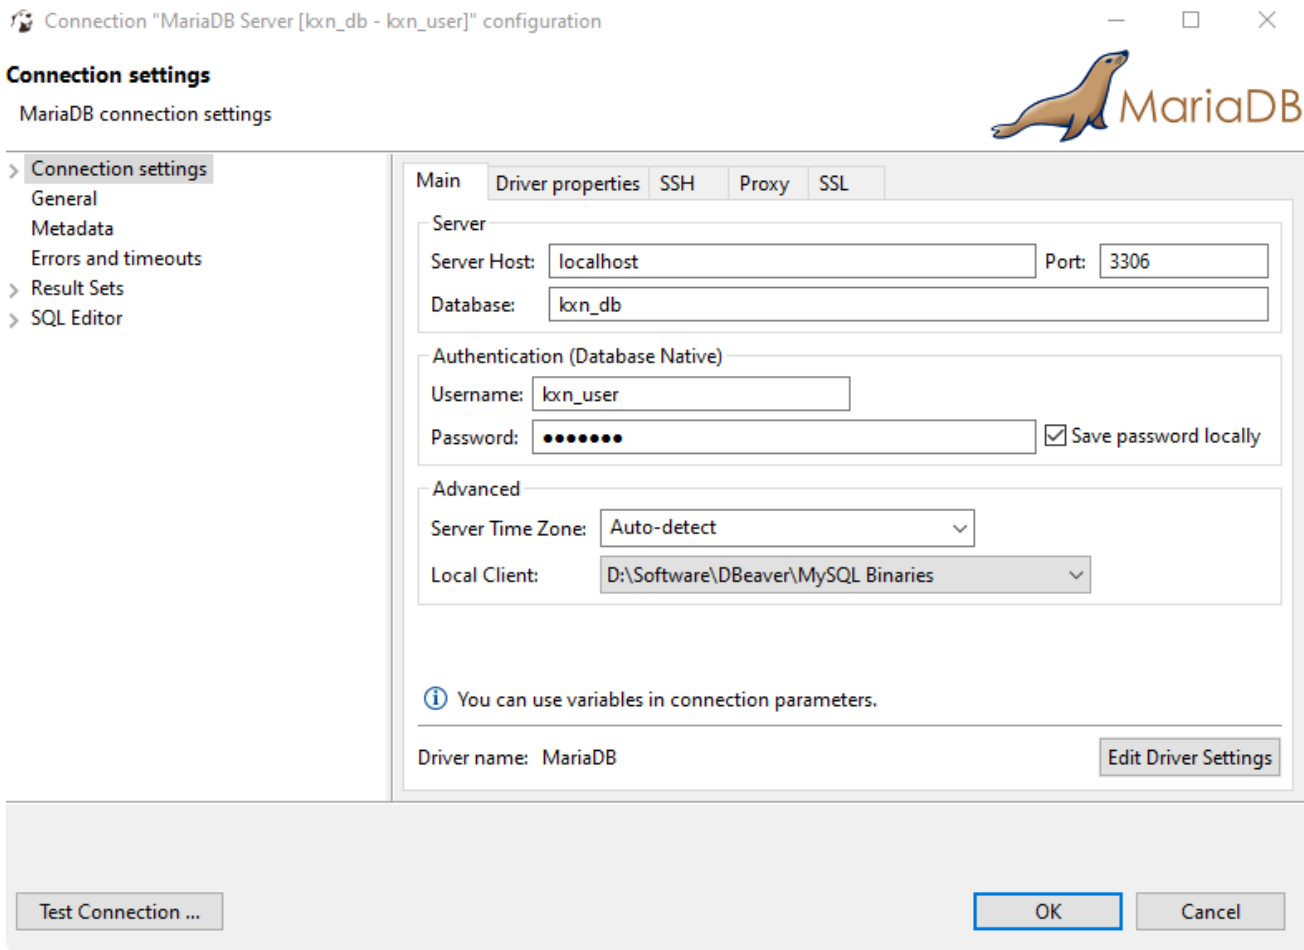 Connection "MariaDB Server [kxn_db - kxn_user]" configuration
Connection settings
MariaDB connection settings
MariaDB
Connection settings
General
Metadata
Errors and timeouts
Result Sets
SQL Editor
Main Driver properties SSH Proxy SSL
Server
Server Host: localhost Port: 3306
Database: kxn_db
Authentication (Database Native)
Username: kxn_user
Password: ●●●●●●● Save password locally
Advanced
Server Time Zone: Auto-detect
Local Client: D:\Software\DBeaver\MySQL Binaries
You can use variables in connection parameters.
Driver name: MariaDB Edit Driver Settings
Test Connection ... OK Cancel